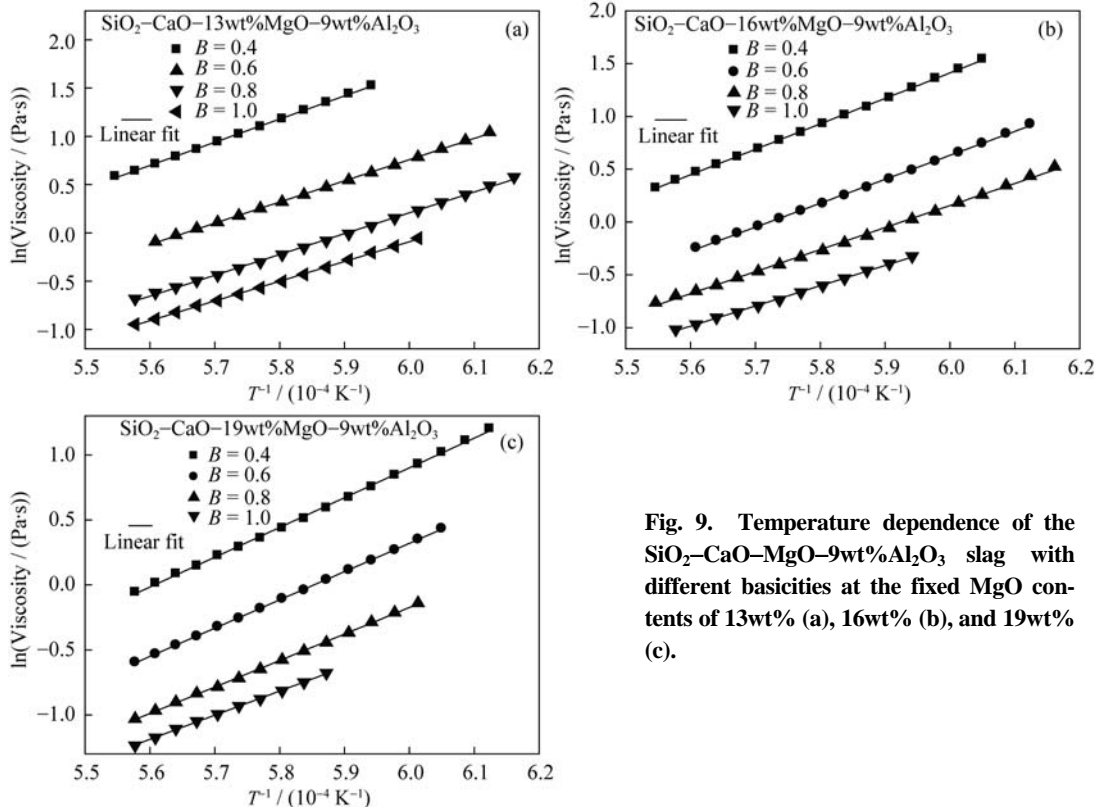 SiO₂–CaO–13wt%MgO–9wt%Al₂O₃
(a)
B = 0.4
B = 0.6
B = 0.8
B = 1.0
Linear fit
ln(Viscosity / (Pa·s))
2.0
1.5
1.0
0.5
0.0
−0.5
−1.0
5.5 5.6 5.7 5.8 5.9 6.0 6.1 6.2
T⁻¹ / (10⁻⁴ K⁻¹)
SiO₂–CaO–16wt%MgO–9wt%Al₂O₃
(b)
B = 0.4
B = 0.6
B = 0.8
B = 1.0
Linear fit
ln(Viscosity / (Pa·s))
2.0
1.5
1.0
0.5
0.0
−0.5
−1.0
5.5 5.6 5.7 5.8 5.9 6.0 6.1 6.2
T⁻¹ / (10⁻⁴ K⁻¹)
SiO₂–CaO–19wt%MgO–9wt%Al₂O₃
(c)
B = 0.4
B = 0.6
B = 0.8
B = 1.0
Linear fit
ln(Viscosity / (Pa·s))
1.0
0.5
0.0
−0.5
−1.0
5.5 5.6 5.7 5.8 5.9 6.0 6.1 6.2
T⁻¹ / (10⁻⁴ K⁻¹)
Fig. 9. Temperature dependence of the
SiO₂–CaO–MgO–9wt%Al₂O₃ slag with
different basicities at the fixed MgO con-
tents of 13wt% (a), 16wt% (b), and 19wt%
(c).